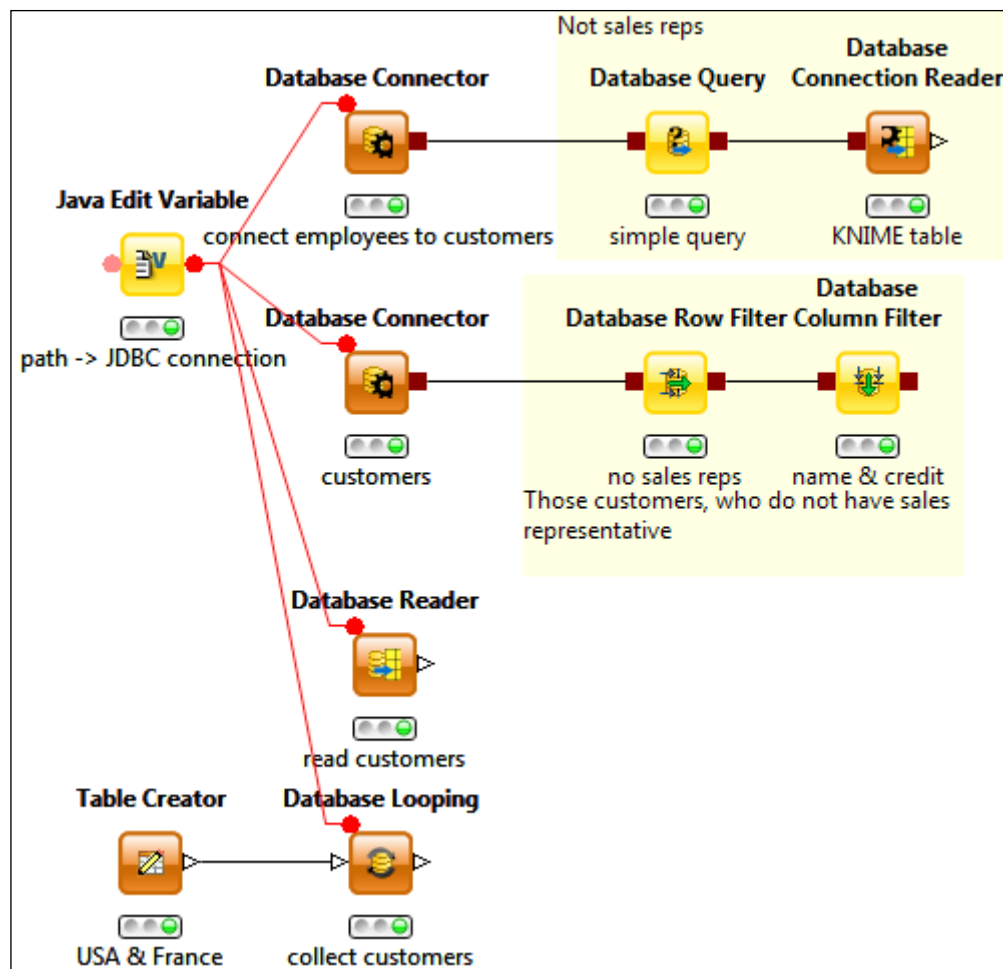 Not sales reps
Database
Database Connector
Database Query
Connection Reader
Java Edit Variable
connect employees to customers
simple query
KNIME table
Database
Database Connector
Database Row Filter
Column Filter
path -> JDBC connection
customers
no sales reps
name & credit
Those customers, who do not have sales
representative
Database Reader
read customers
Table Creator
Database Looping
USA & France
collect customers